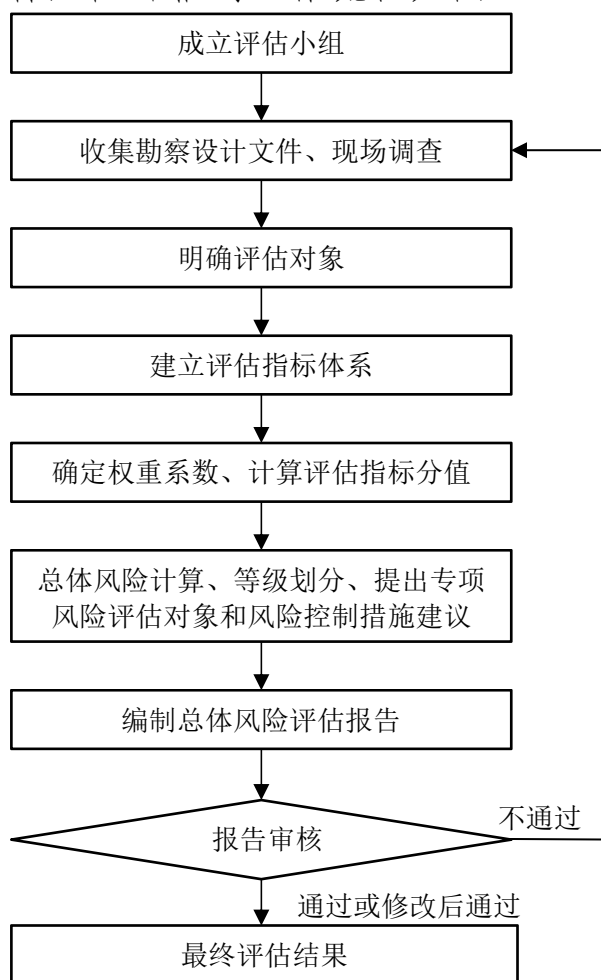 成立评估小组
收集勘察设计文件、现场调查
明确评估对象
建立评估指标体系
确定权重系数、计算评估指标分值
总体风险计算、等级划分、提出专项
风险评估对象和风险控制措施建议
编制总体风险评估报告
报告审核
不通过
通过或修改后通过
最终评估结果